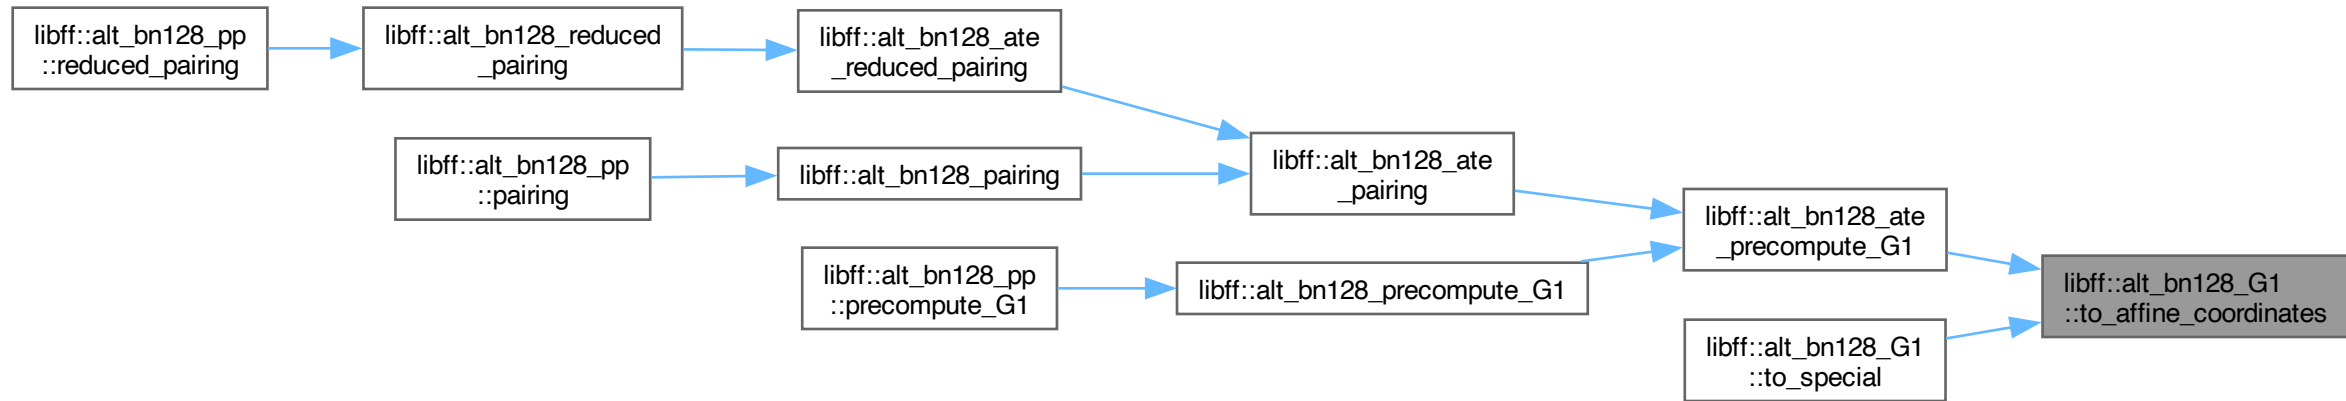 libff::alt_bn128_pp
::reduced_pairing
libff::alt_bn128_reduced
_pairing
libff::alt_bn128_ate
_reduced_pairing
libff::alt_bn128_pp
::pairing
libff::alt_bn128_pairing
libff::alt_bn128_ate
_pairing
libff::alt_bn128_pp
::precompute_G1
libff::alt_bn128_precompute_G1
libff::alt_bn128_ate
_precompute_G1
libff::alt_bn128_G1
::to_special
libff::alt_bn128_G1
::to_affine_coordinates